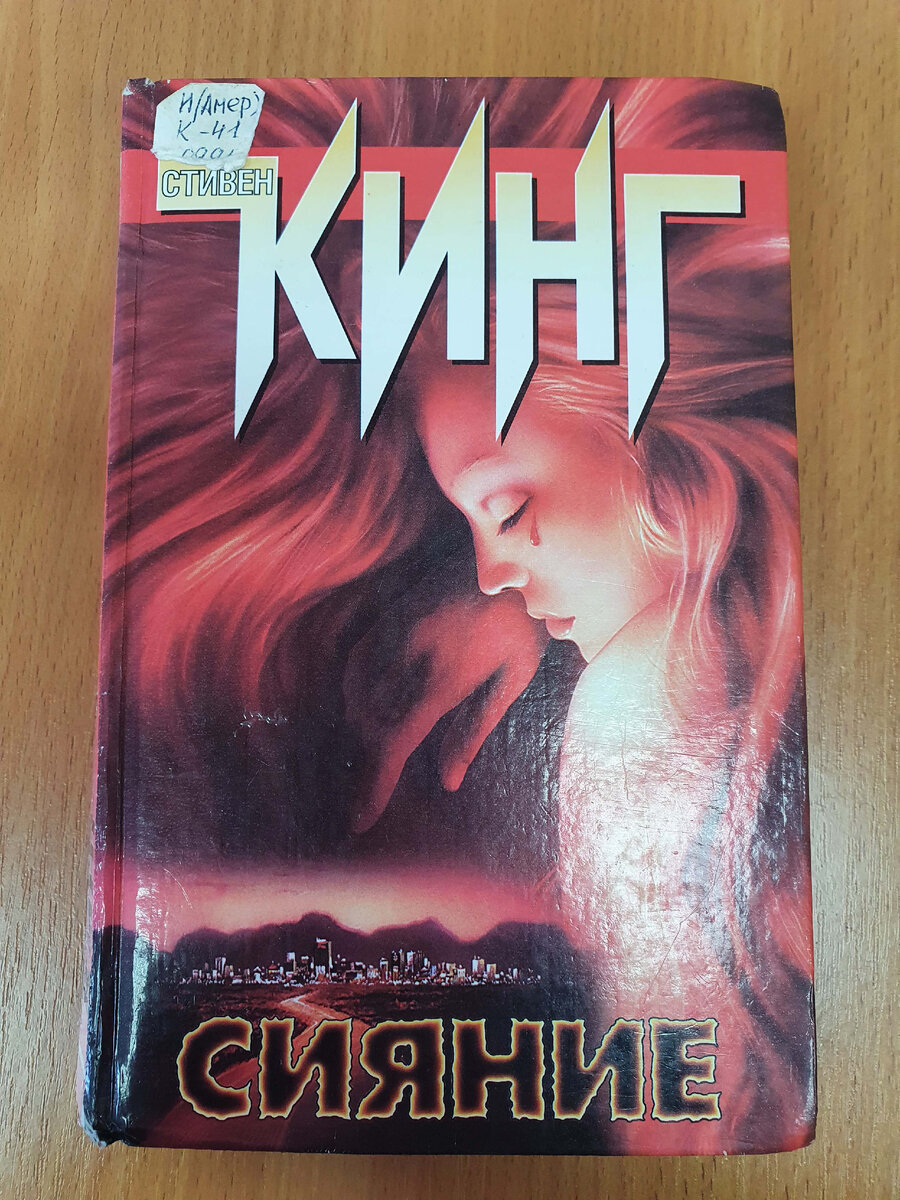 И(Амер)
К-41
СТИВЕН
КИНГ
СИЯНИЕ